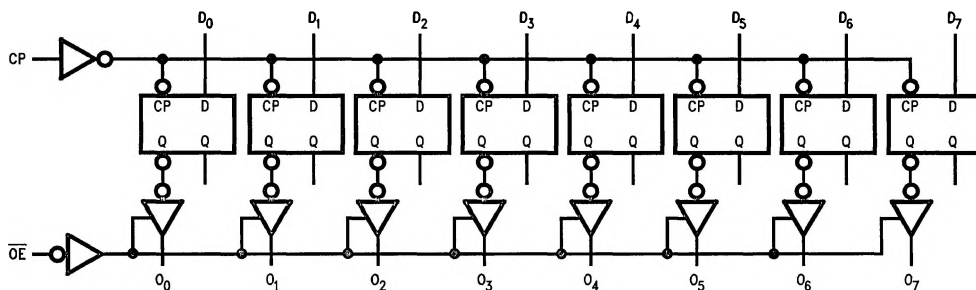 D0 D1 D2 D3 D4 D5 D6 D7
CP
CP D CP D CP D CP D CP D CP D CP D CP D
Q Q Q Q Q Q Q Q Q Q Q Q Q Q Q Q
OE
O0 O1 O2 O3 O4 O5 O6 O7